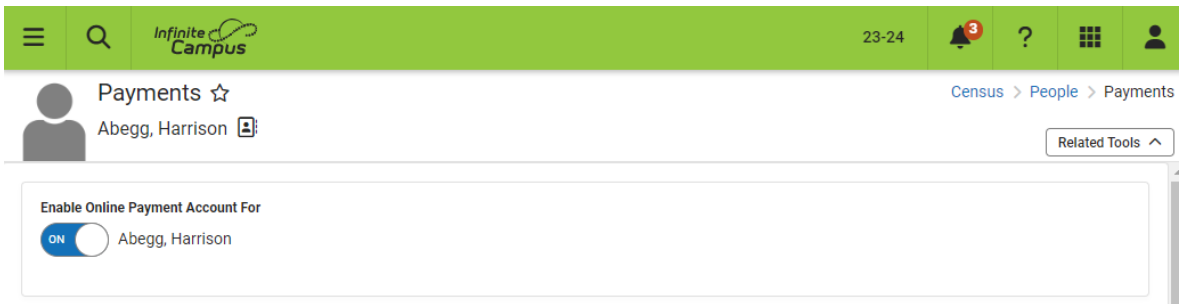 Infinite
Campus
23-24
3
?
Payments
Census > People > Payments
Abegg, Harrison
Related Tools
Enable Online Payment Account For
ON Abegg, Harrison